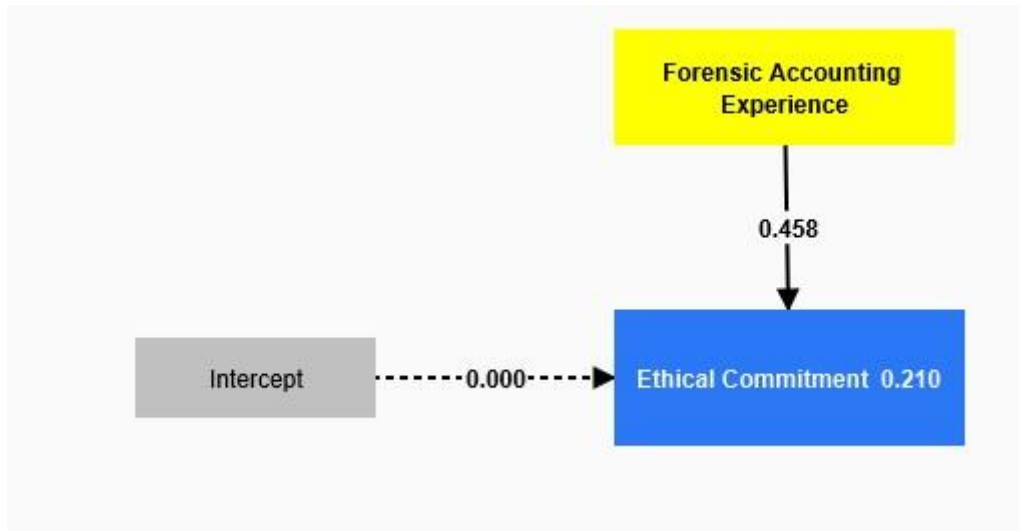 Forensic Accounting
Experience
0.458
Intercept
0.000
Ethical Commitment 0.210